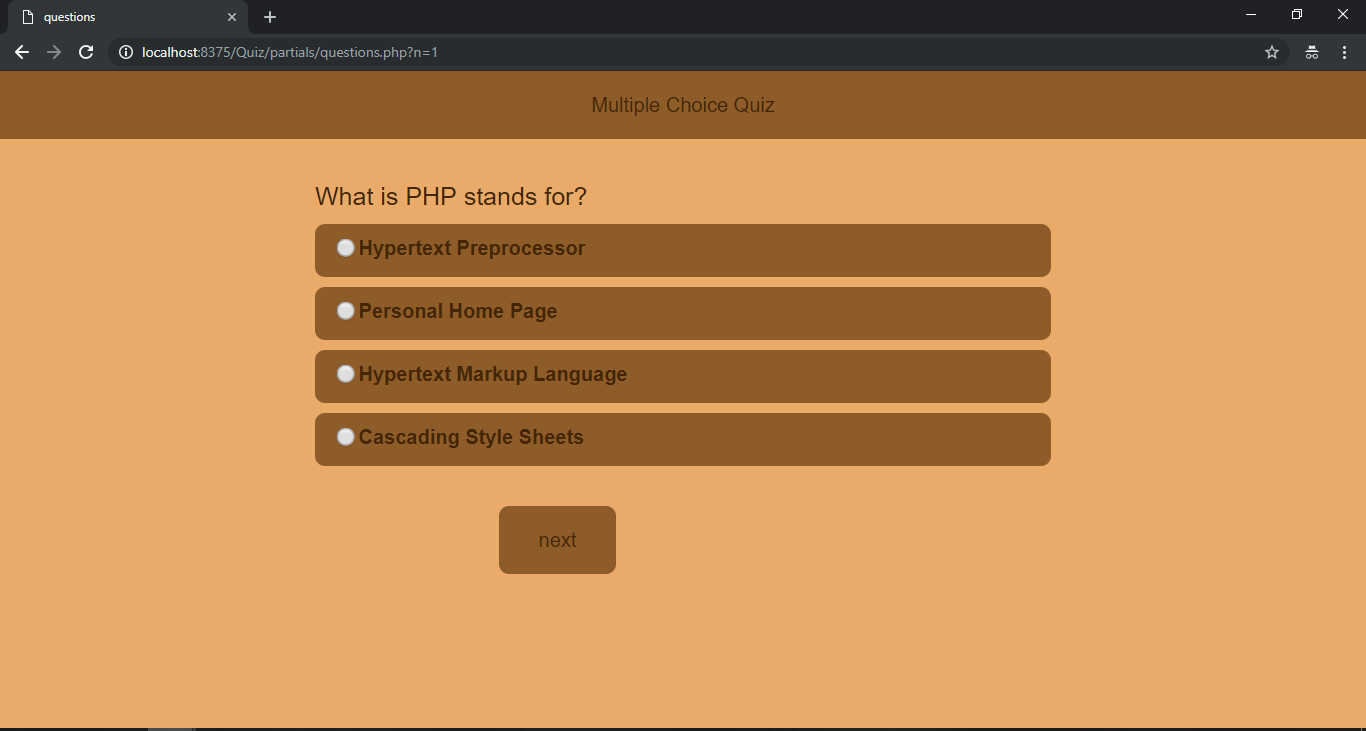 questions
localhost:8375/Quiz/partials/questions.php?n=1
Multiple Choice Quiz
What is PHP stands for?
Hypertext Preprocessor
Personal Home Page
Hypertext Markup Language
Cascading Style Sheets
next